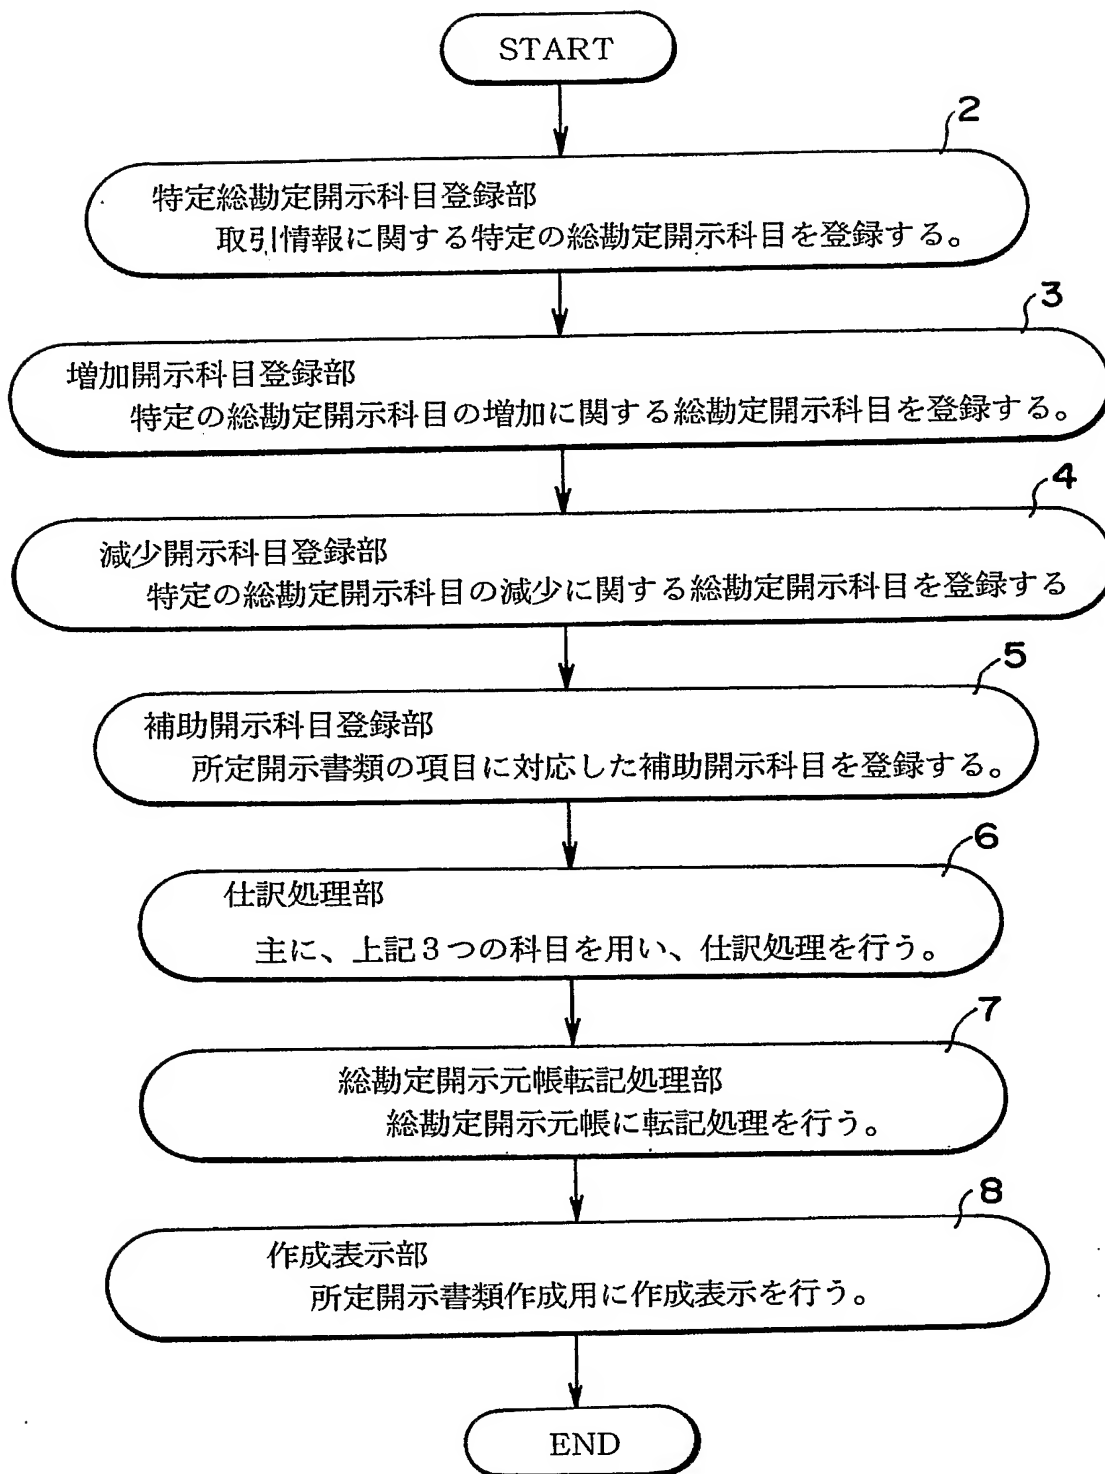 START
2
特定総勘定開示科目登録部
取引情報に関する特定の総勘定開示科目を登録する。
3
増加開示科目登録部
特定の総勘定開示科目の増加に関する総勘定開示科目を登録する。
4
減少開示科目登録部
特定の総勘定開示科目の減少に関する総勘定開示科目を登録する
5
補助開示科目登録部
所定開示書類の項目に対応した補助開示科目を登録する。
6
仕訳処理部
主に、上記3つの科目を用い、仕訳処理を行う。
7
総勘定開示元帳転記処理部
総勘定開示元帳に転記処理を行う。
8
作成表示部
所定開示書類作成用に作成表示を行う。
END